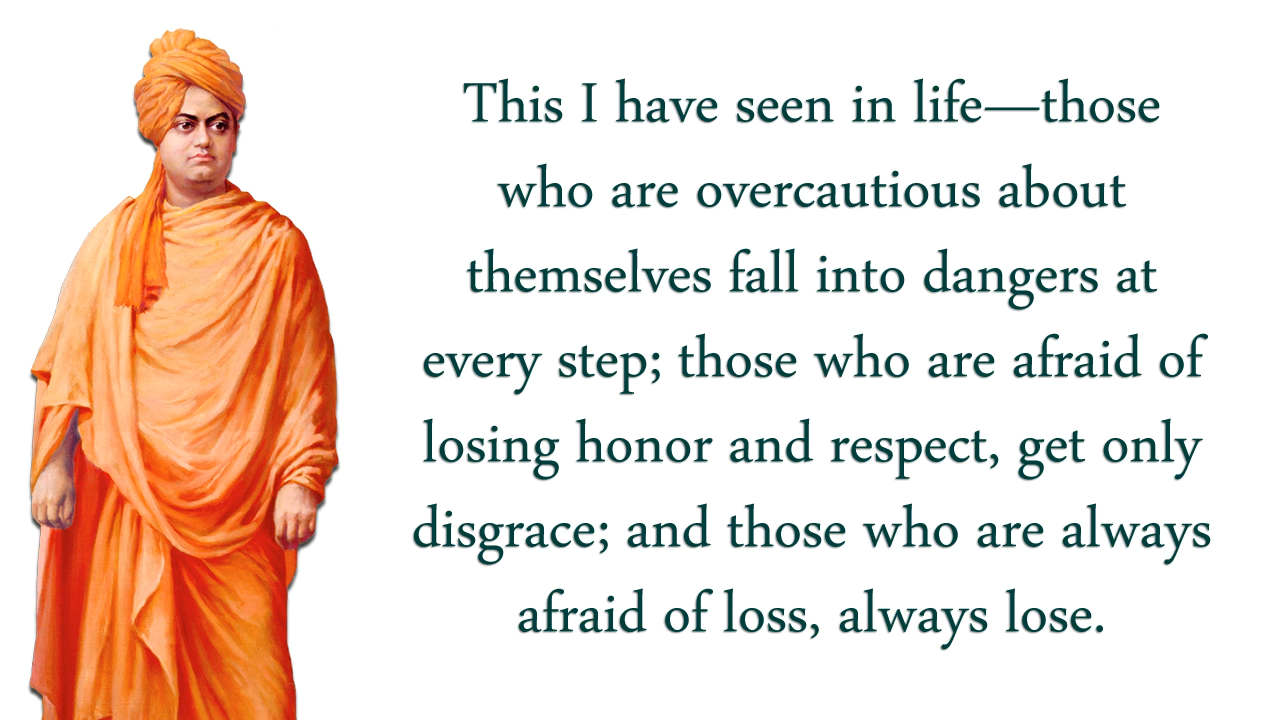 This I have seen in life—those
who are overcautious about
themselves fall into dangers at
every step; those who are afraid of
losing honor and respect, get only
disgrace; and those who are always
afraid of loss, always lose.